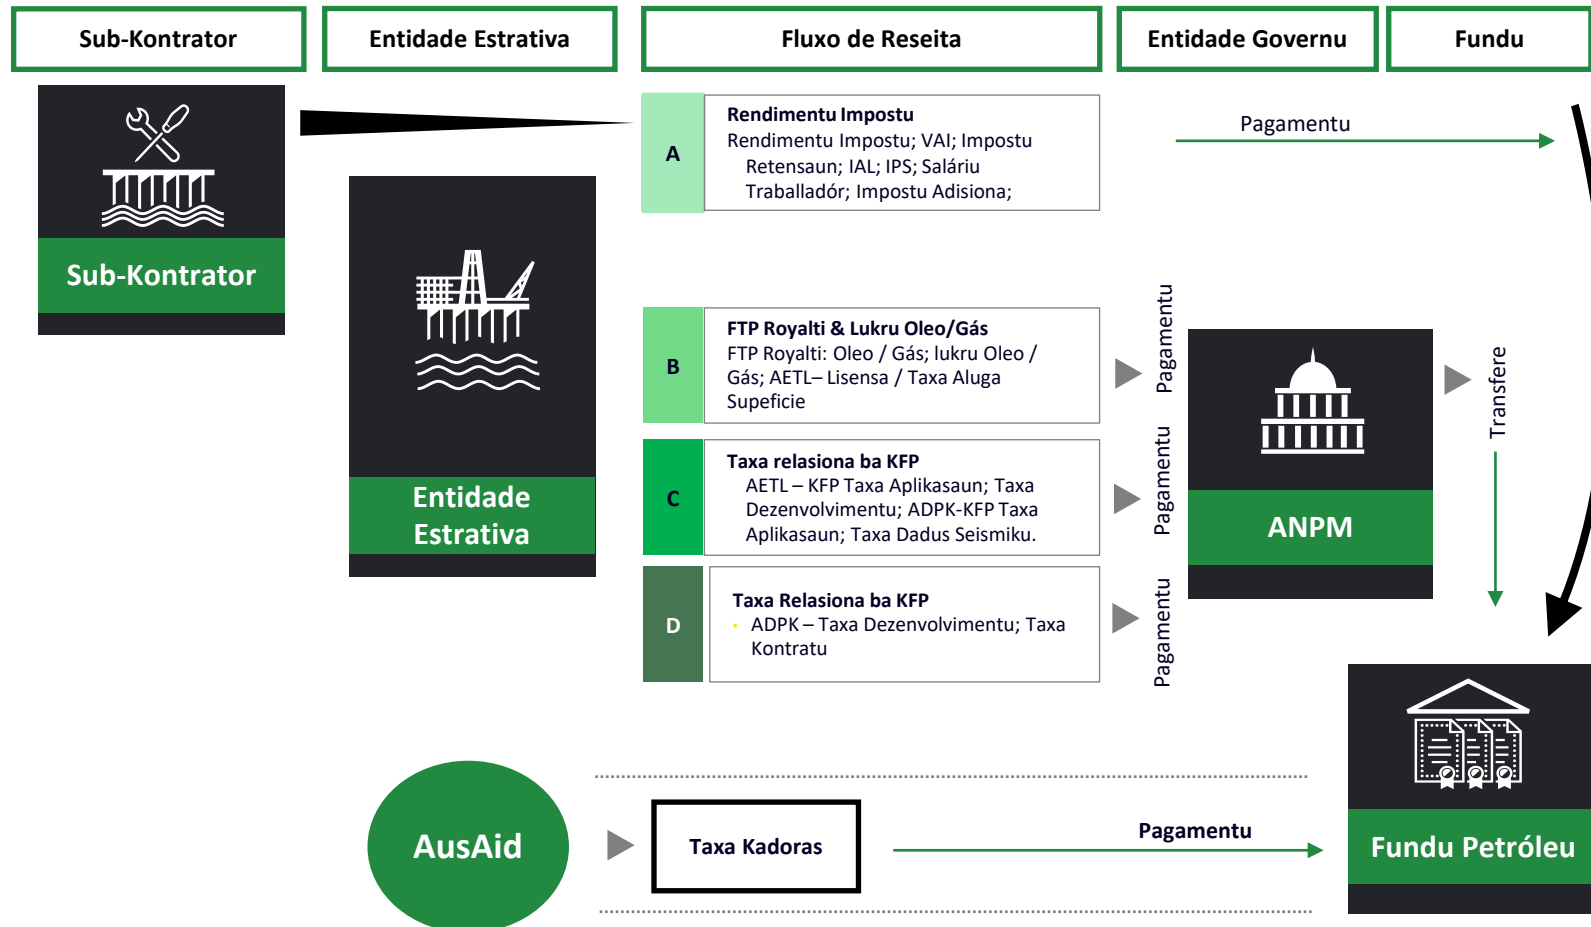 Sub-Kontrator
Entidade Estrativa
Fluxo de Reseita
Entidade Governu
Fundu
Sub-Kontrator
Entidade
Estrativa
A
Rendimentu Impostu
Rendimentu Impostu; VAI; Impostu
Retensaun; IAL; IPS; Saláriu
Traballadór; Impostu Adisiona;
Pagamentu
B
FTP Royalti & Lukru Oleo/Gás
FTP Royalti: Oleo / Gás; lukru Oleo /
Gás; AETL– Lisensa / Taxa Aluga
Supeficie
Pagamentu
C
Taxa relasiona ba KFP
AETL – KFP Taxa Aplikasaun; Taxa
Dezenvolvimentu; ADPK-KFP Taxa
Aplikasaun; Taxa Dadus Seismiku.
Pagamentu
D
Taxa Relasiona ba KFP
• ADPK – Taxa Dezenvolvimentu; Taxa
Kontratu
Pagamentu
ANPM
Transfere
AusAid
Taxa Kadoras
Pagamentu
Fundu Petróleu